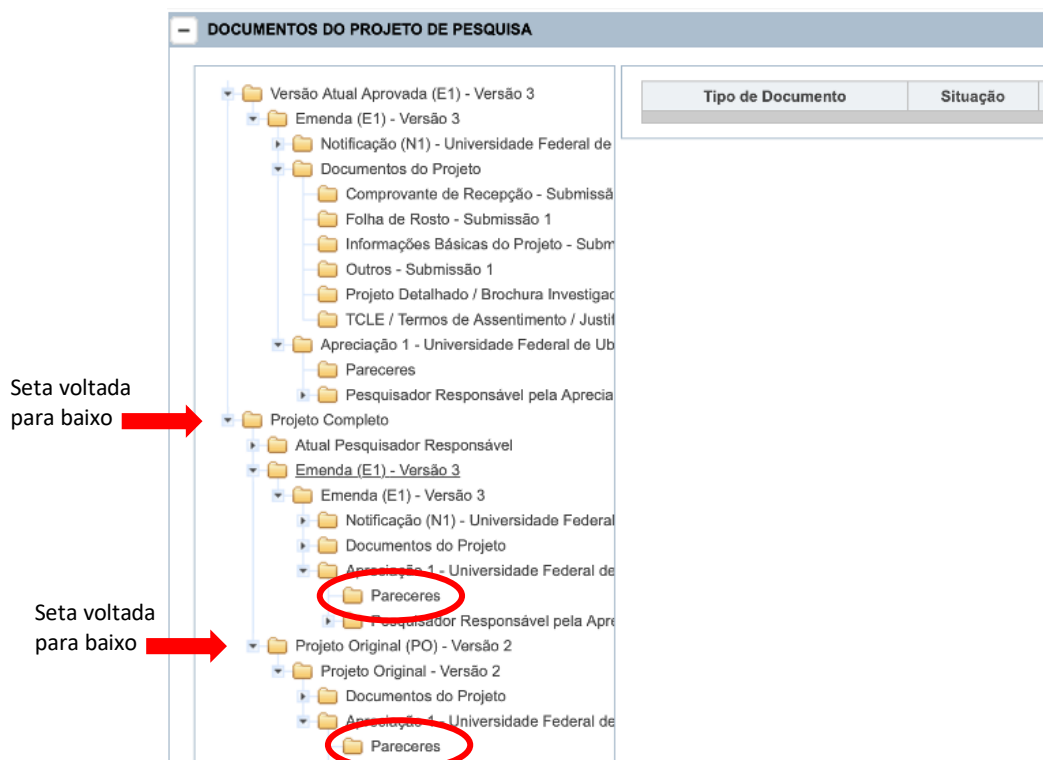 DOCUMENTOS DO PROJETO DE PESQUISA
Versão Atual Aprovada (E1) - Versão 3
Emenda (E1) - Versão 3
Notificação (N1) - Universidade Federal de
Documentos do Projeto
Comprovante de Recepção - Submissã
Folha de Rosto - Submissão 1
Informações Básicas do Projeto - Subm
Outros - Submissão 1
Projeto Detalhado / Brochura Investigad
TCLE / Termos de Assentimento / Justif
Apreciação 1 - Universidade Federal de Ub
Pareceres
Pesquisador Responsável pela Aprecia
Projeto Completo
Atual Pesquisador Responsável
Emenda (E1) - Versão 3
Emenda (E1) - Versão 3
Notificação (N1) - Universidade Federal
Documentos do Projeto
Apreciação 1 - Universidade Federal de
Pareceres
Pesquisador Responsável pela Apre
Projeto Original (PO) - Versão 2
Projeto Original - Versão 2
Documentos do Projeto
Apreciação 1 - Universidade Federal de
Pareceres
Tipo de Documento
Situação
Seta voltada
para baixo
Seta voltada
para baixo